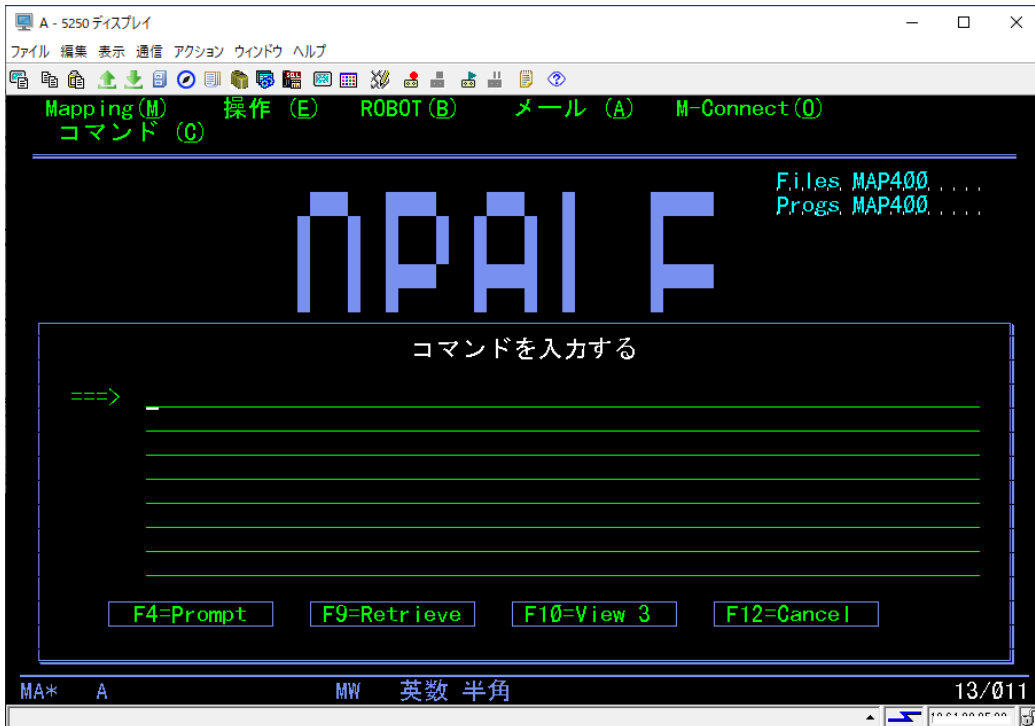 A - 5250 ディスプレイ
ファイル 編集 表示 通信 アクション ウィンドウ ヘルプ
Mapping(M) 操作 (E) ROBOT(B) メール (A) M-Connect(O)
コマンド (C)
Files MAP400.....
Progs MAP400.....
コマンドを入力する
===>
F4=Prompt F9=Retrieve F10=View 3 F12=Cancel
MA* A MW 英数 半角 13/011